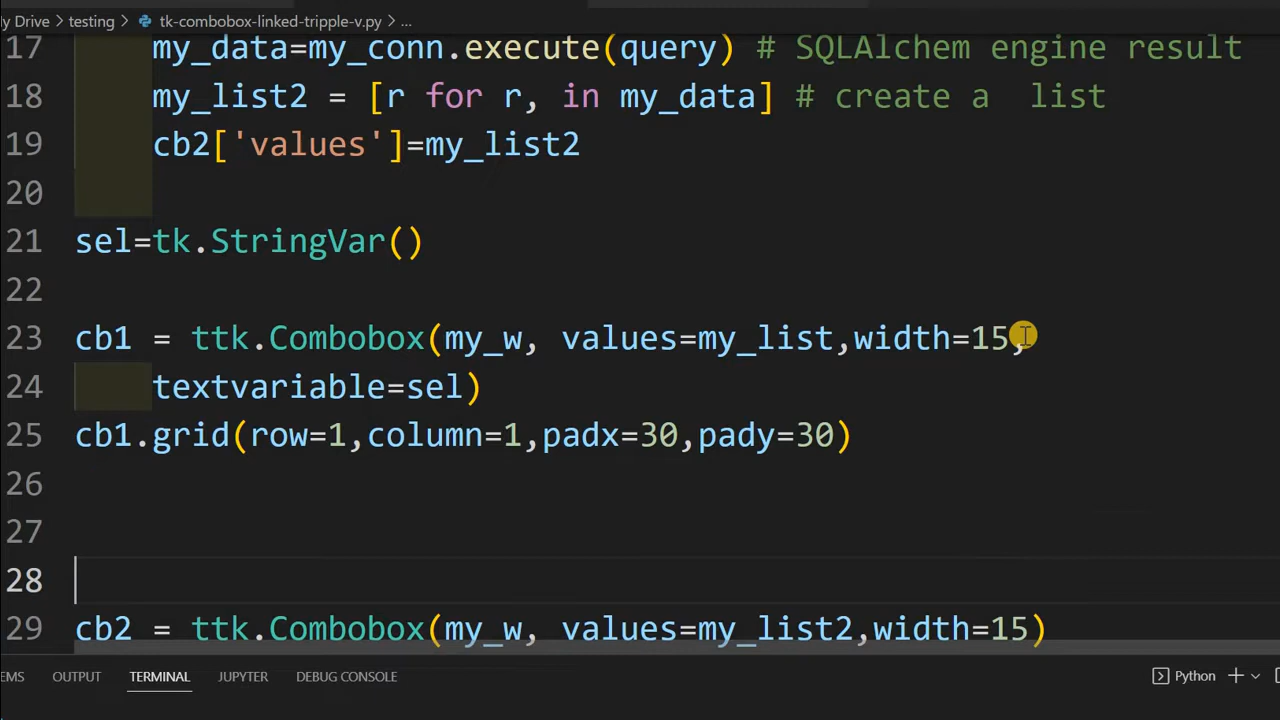 My Drive > testing > tk-combobox-linked-tripple-v.py > ...
17 my_data=my_conn.execute(query) # SQLAlchem engine result
18 my_list2 = [r for r, in my_data] # create a  list
19 cb2['values']=my_list2
20
21 sel=tk.StringVar()
22
23 cb1 = ttk.Combobox(my_w, values=my_list,width=15,
24 textvariable=sel)
25 cb1.grid(row=1,column=1,padx=30,pady=30)
26
27
28
29 cb2 = ttk.Combobox(my_w, values=my_list2,width=15)
EMS OUTPUT TERMINAL JUPYTER DEBUG CONSOLE Python